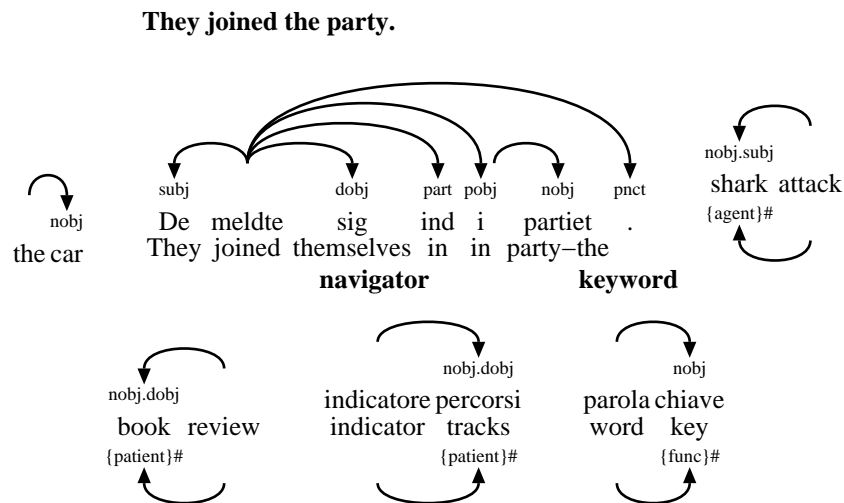 They joined the party.
subj dobj part pobj nobj pnct
De meldte sig ind i partiet .
They joined themselves in in party–the
nobj
the car
nobj.subj
shark attack
{agent}#
navigator
keyword
nobj.dobj
book review
{patient}#
nobj.dobj
indicatore percorsi
indicator tracks
{patient}#
nobj
parola chiave
word key
{func}#